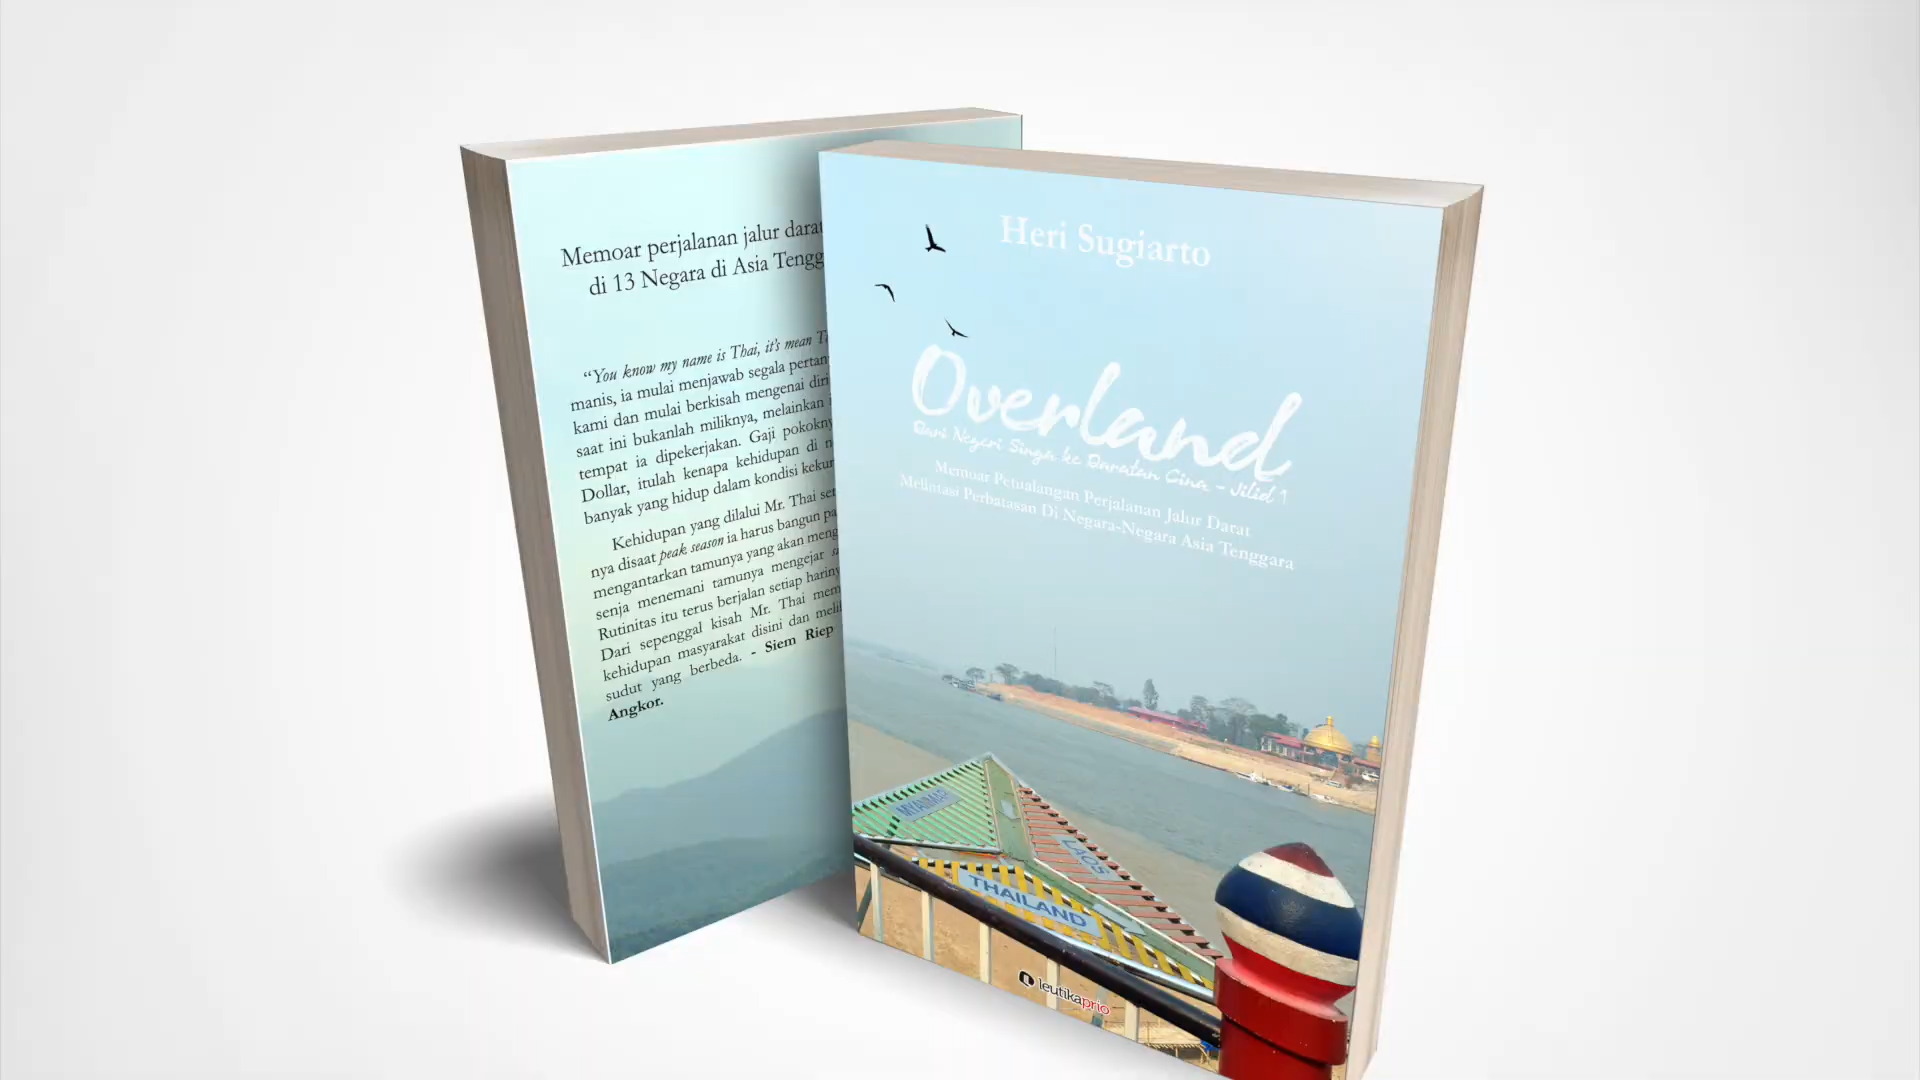 Memoar perjalanan jalur darat
di 13 Negara di Asia Tengg
“You know my name is Thai, it’s mean T
manis, ia mulai menjawab segala pertan
kami dan mulai berkisah mengenai diri
saat ini bukanlah miliknya, melainkan
tempat ia dipekerjakan. Gaji pokokny
Dollar, itulah kenapa kehidupan di n
banyak yang hidup dalam kondisi kekur
Kehidupan yang dilalui Mr. Thai set
nya disaat peak season ia harus bangun pa
mengantarkan tamunya yang akan meng
senja menemani tamunya mengejar s
Rutinitas itu terus berjalan setiap hariny
Dari sepenggal kisah Mr. Thai mem
kehidupan masyarakat disini dan meli
sudut yang berbeda. - Siem Riep
Angkor.
Heri Sugiarto
Overland
Dari Negeri Singa ke Daratan Cina - Jilid 1
Memoar Petualangan Perjalanan Jalur Darat
Melintasi Perbatasan Di Negara-Negara Asia Tenggara
MYANMAR
LAOS
THAILAND
leutikaprio